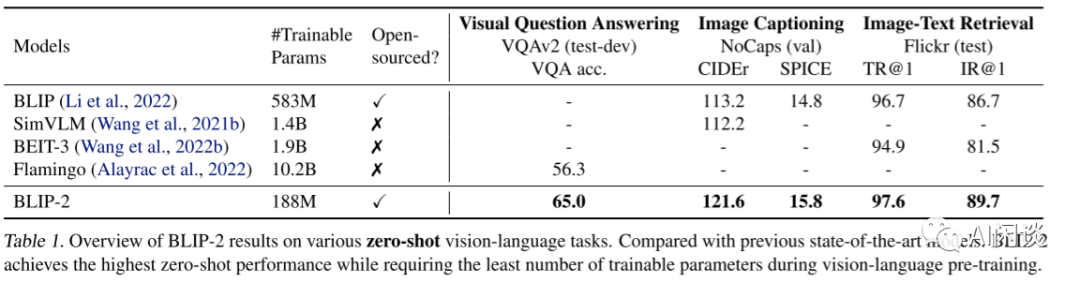 Models #Trainable Params Open-sourced? Visual Question Answering Image Captioning Image-Text Retrieval
VQAv2 (test-dev) NoCaps (val) Flickr (test)
VQA acc. CIDEr SPICE TR@1 IR@1
BLIP (Li et al., 2022) 583M ✓ - 113.2 14.8 96.7 86.7
SimVLM (Wang et al., 2021b) 1.4B ✗ - 112.2 - - -
BEIT-3 (Wang et al., 2022b) 1.9B ✗ - - - 94.9 81.5
Flamingo (Alayrac et al., 2022) 10.2B ✗ 56.3 - - - -
BLIP-2 188M ✓ 65.0 121.6 15.8 97.6 89.7
Table 1. Overview of BLIP-2 results on various zero-shot vision-language tasks. Compared with previous state-of-the-art
achieves the highest zero-shot performance while requiring the least number of trainable parameters during vision-language pre-training.
AI闲谈